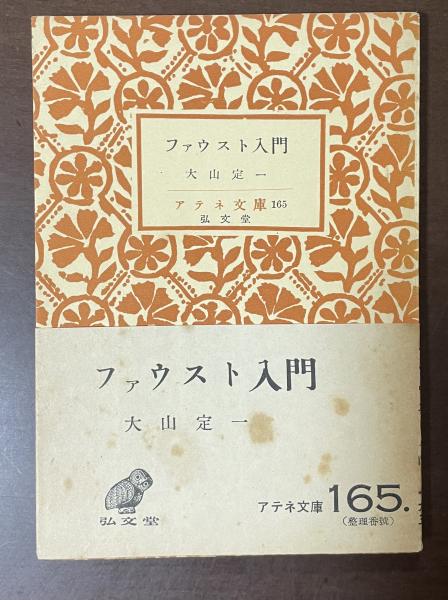 ファウスト入門
大山定一
アテネ文庫 165
弘文堂
ファウスト入門
大山定一
弘文堂
アテネ文庫 165.
(整理番號)